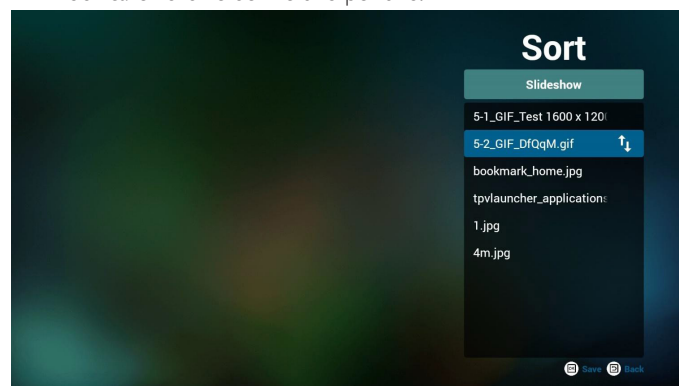 Sort
Slideshow
5-1_GIF_Test 1600 x 120
5-2_GIF_DfQqM.gif
bookmark_home.jpg
tpvlauncher_applications
1.jpg
4m.jpg
Save Back